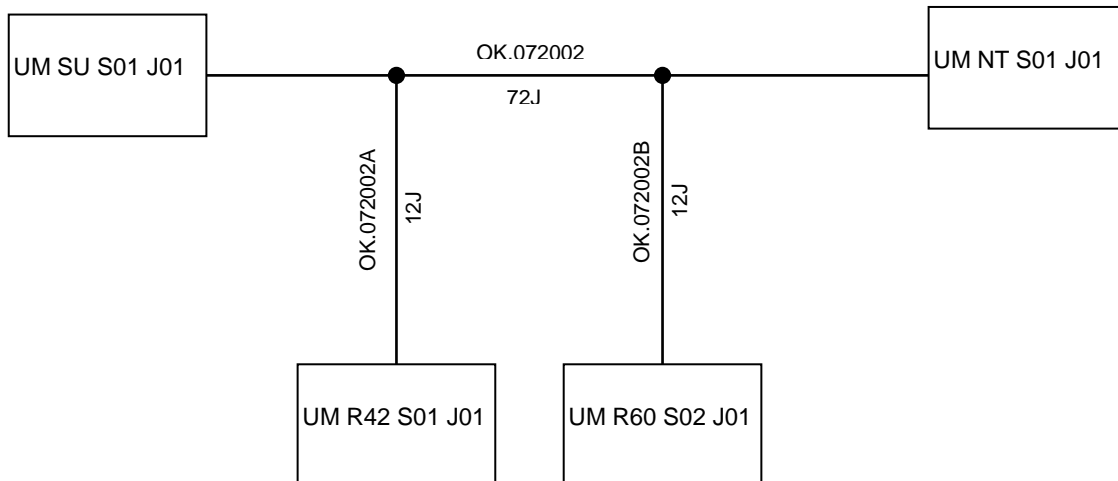 UM SU S01 J01
OK.072002
72J
UM NT S01 J01
OK.072002A
12J
OK.072002B
12J
UM R42 S01 J01
UM R60 S02 J01